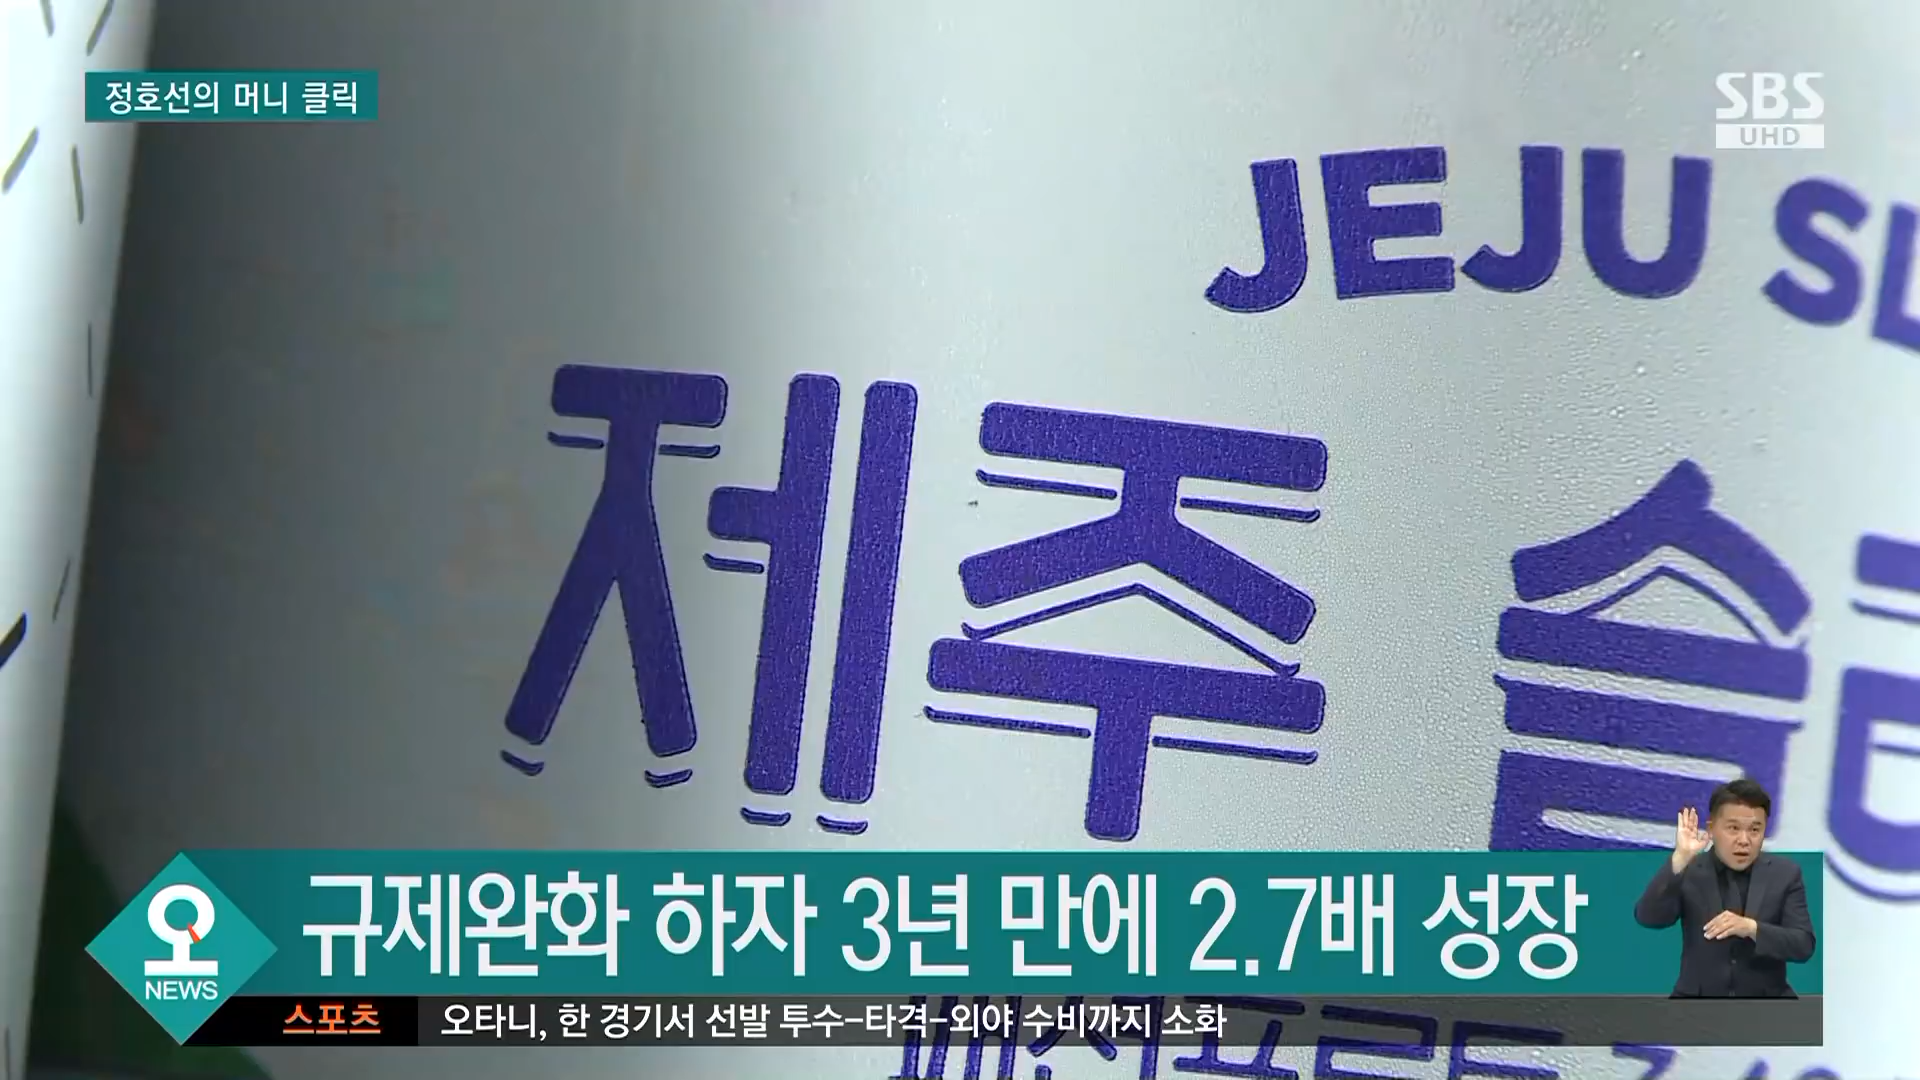 정호선의 머니 클릭
SBS
UHD
JEJU
제주 슬
규제완화 하자 3년 만에 2.7배 성장
오 NEWS
스포츠 오타니, 한 경기서 선발 투수-타격-외야 수비까지 소화